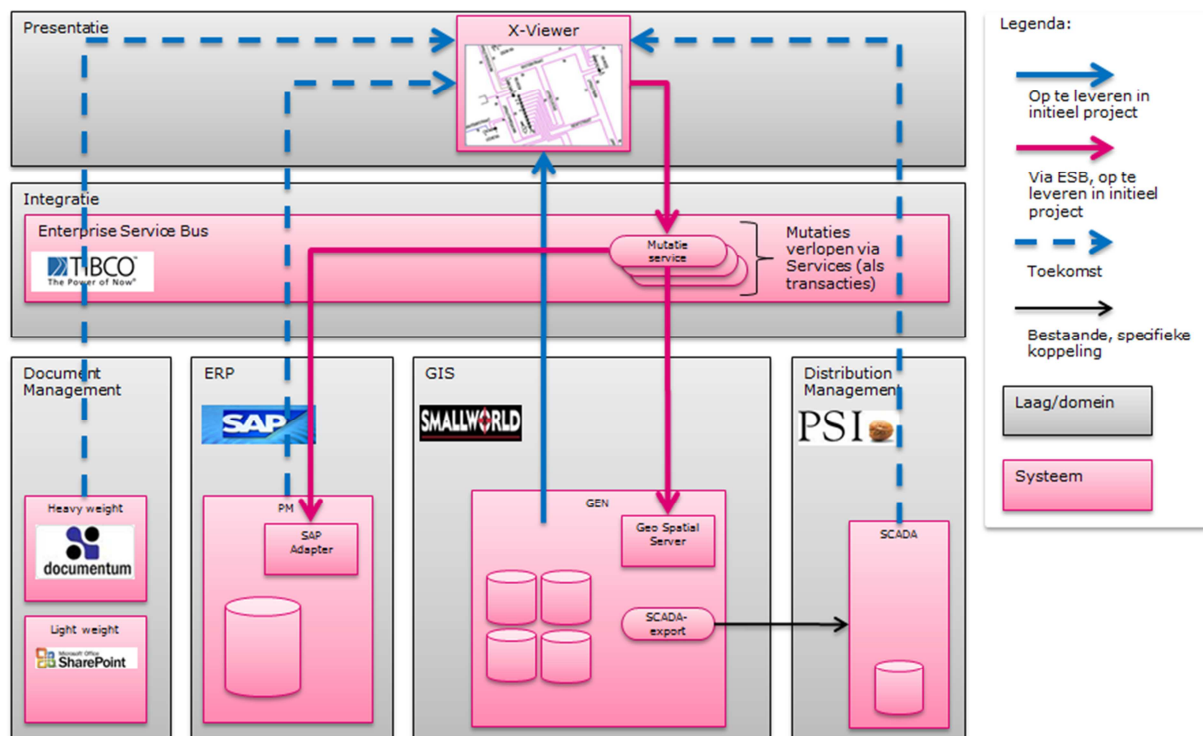 Presentatie
X-Viewer
Integratie
Enterprise Service Bus
TIBCO™
The Power of Now®
Mutatie
service
Mutaties
verlopen via
Services (als
transacties)
Document
Management
Heavy weight
documentum
Light weight
Microsoft Office
SharePoint
ERP
SAP
PM
SAP
Adapter
GIS
SMALLWORLD
GEN
Geo Spatial
Server
SCADA-
export
Distribution
Management
PSI
SCADA
Legenda:
Op te leveren in
initieel project
Via ESB, op te
leveren in initieel
project
Toekomst
Bestaande, specifieke
koppeling
Laag/domein
Systeem